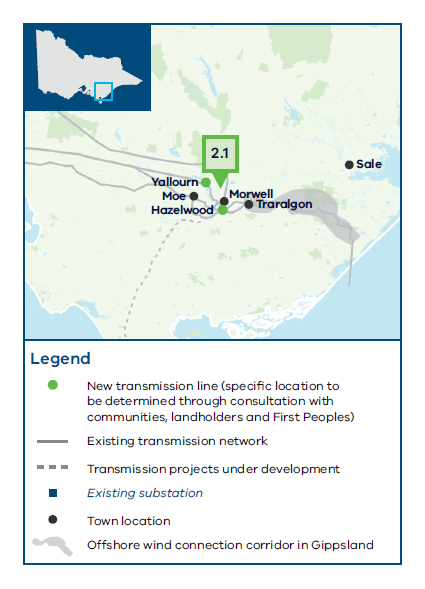 2.1
Sale
Yallourn
Moe
Morwell
Hazelwood
Traralgon
Legend
New transmission line (specific location to
be determined through consultation with
communities, landholders and First Peoples)
Existing transmission network
Transmission projects under development
Existing substation
Town location
Offshore wind connection corridor in Gippsland